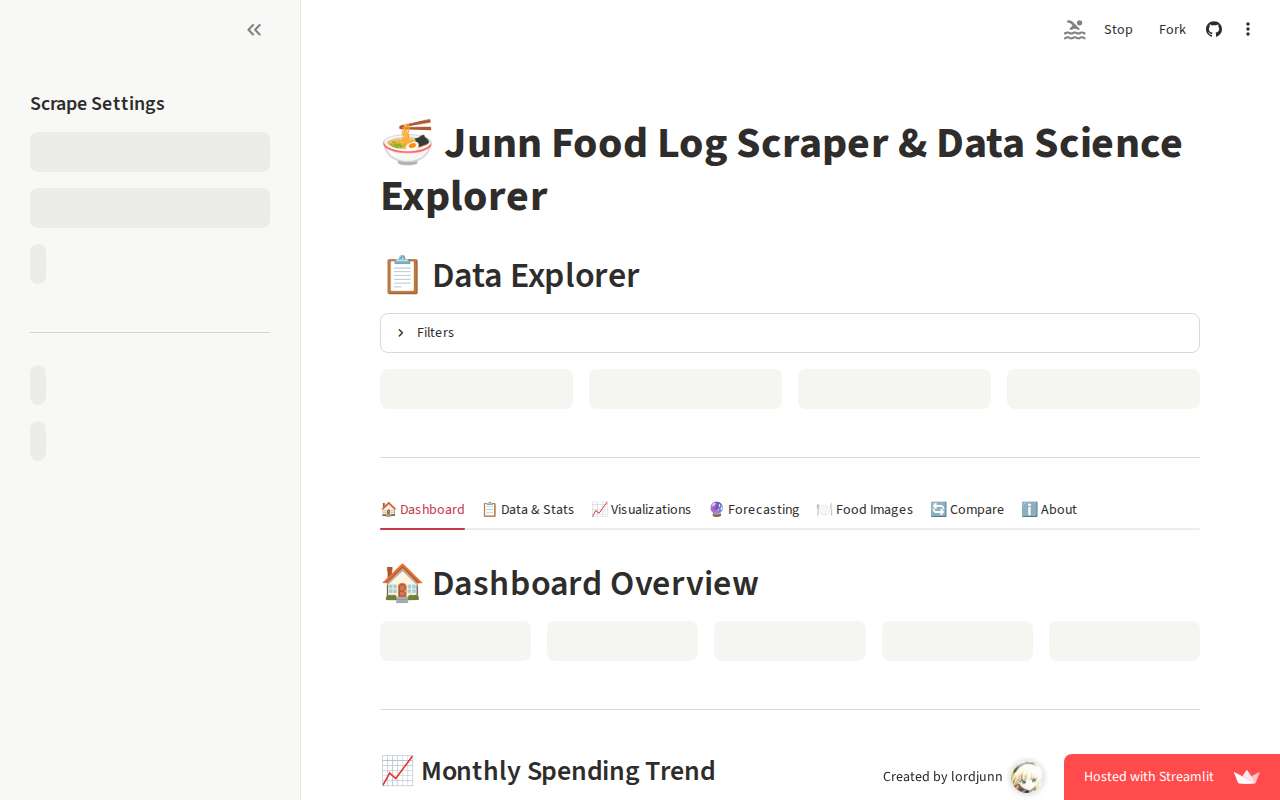 Stop
Fork
Scrape Settings
🍜 Junn Food Log Scraper & Data Science
Explorer
📋 Data Explorer
Filters
🏠 Dashboard
📋 Data & Stats
📈 Visualizations
🔮 Forecasting
🍽️ Food Images
🔄 Compare
ℹ️ About
🏠 Dashboard Overview
📈 Monthly Spending Trend
Created by lordjunn
Hosted with Streamlit